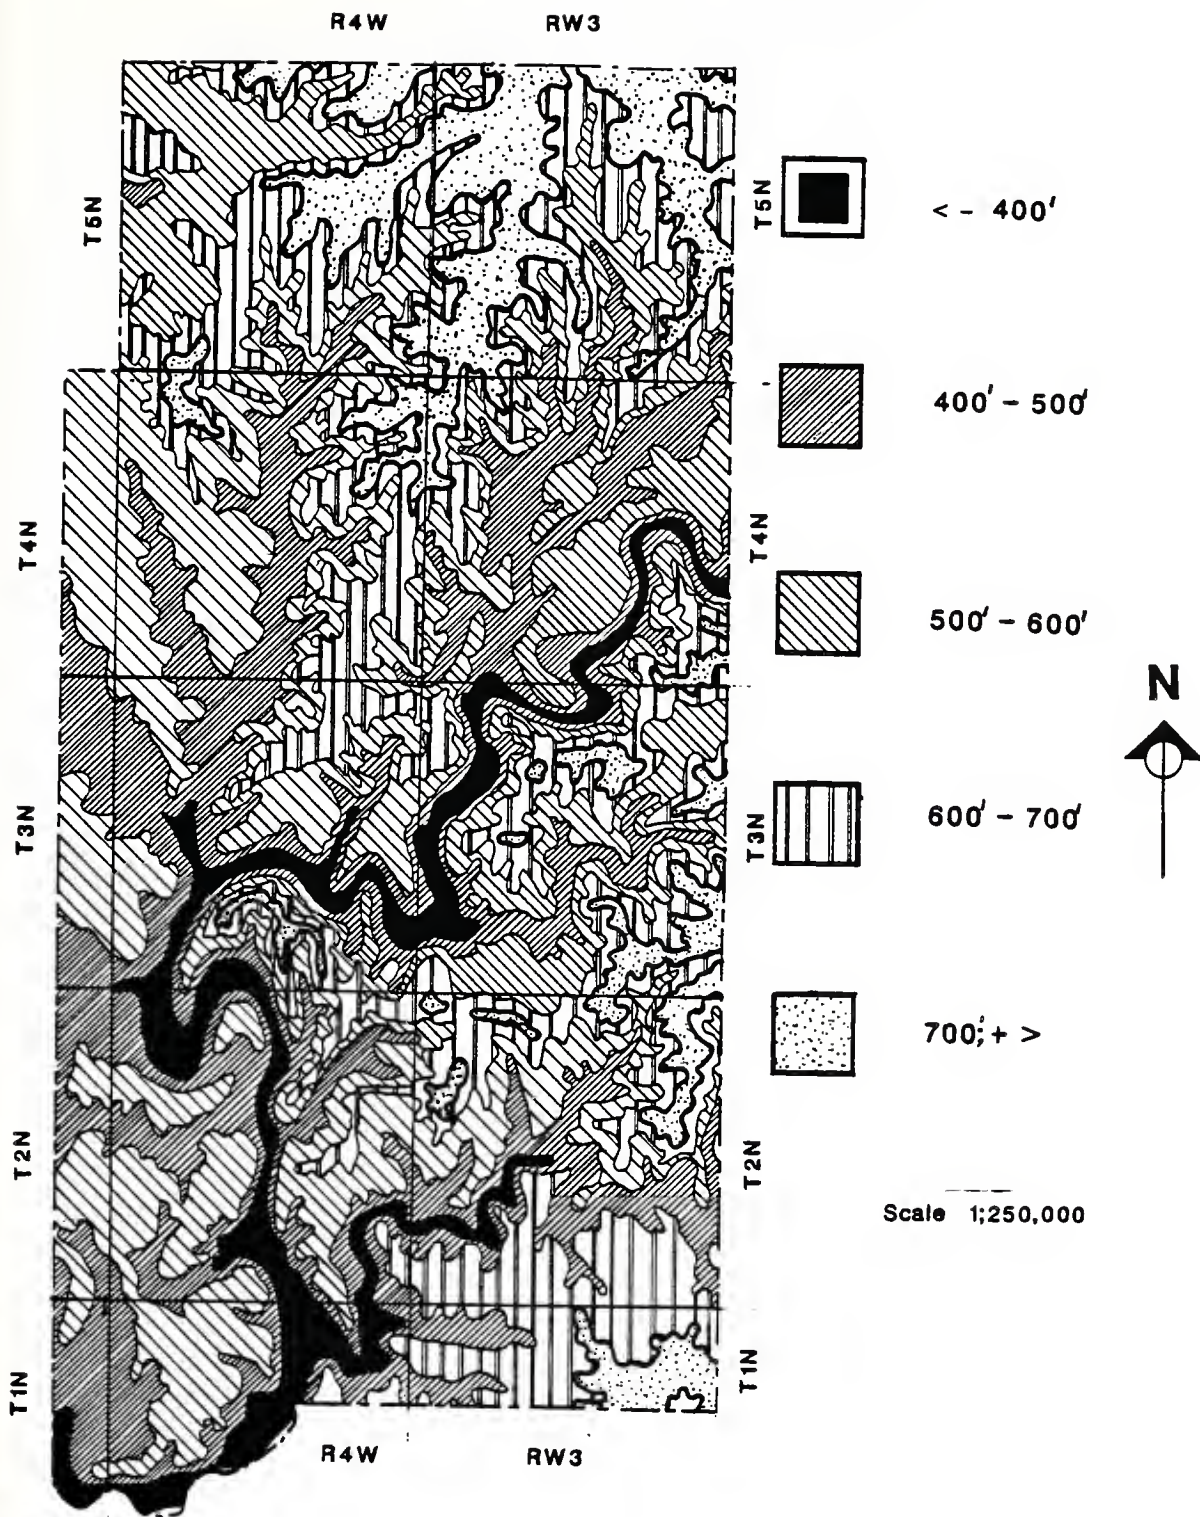 R4W RW3
T5N T5N
< - 400'
400' - 500'
T4N T4N
500' - 600'
N
T3N T3N
600' - 700'
700;'+ >
T2N T2N
Scale 1;250,000
T1N T1N
R4W RW3